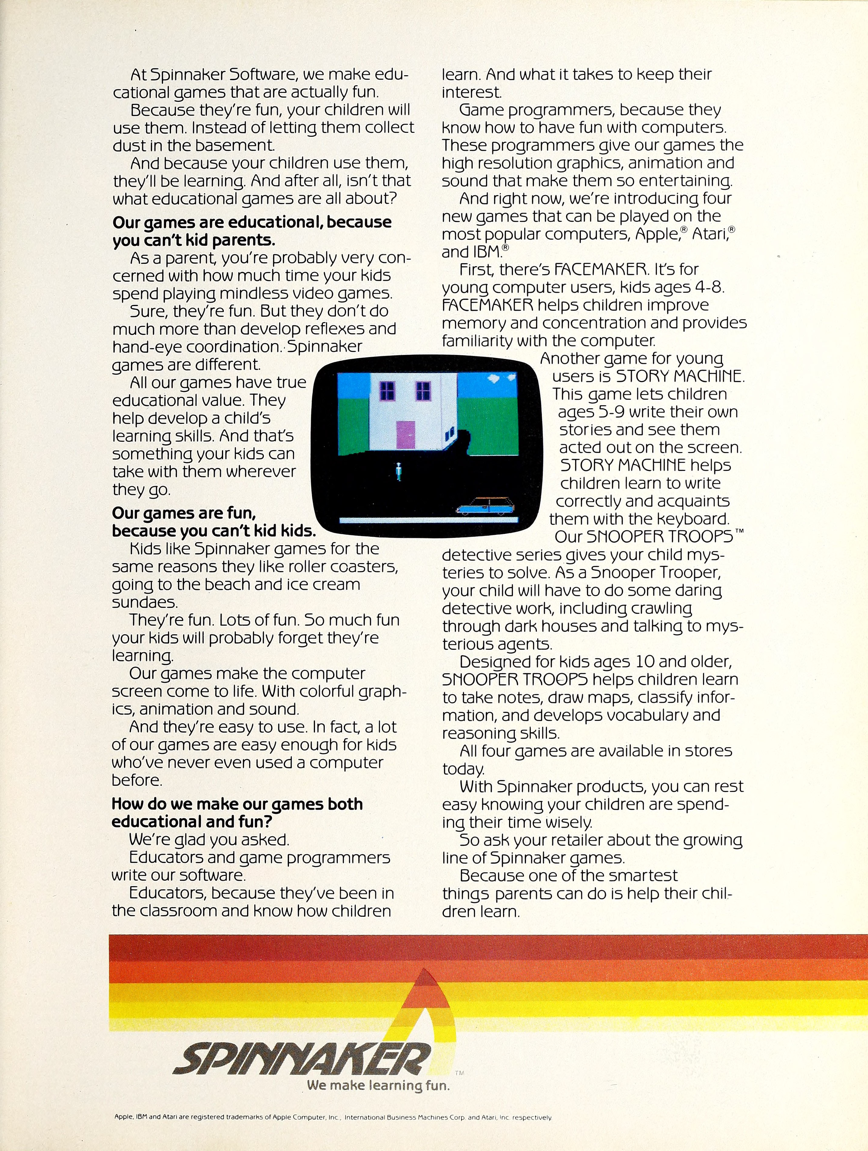 At Spinnaker Software, we make edu-
cational games that are actually fun.
Because they're fun, your children will
use them. Instead of letting them collect
dust in the basement.
And because your children use them,
they'll be learning. And after all, isn't that
what educational games are all about?
Our games are educational, because
you can't kid parents.
As a parent, you're probably very con-
cerned with how much time your kids
spend playing mindless video games.
Sure, they're fun. But they don't do
much more than develop reflexes and
hand-eye coordination. Spinnaker
games are different.
All our games have true
educational value. They
help develop a child's
learning skills. And that's
something your kids can
take with them wherever
they go.
Our games are fun,
because you can't kid kids.
Kids like Spinnaker games for the
same reasons they like roller coasters,
going to the beach and ice cream
sundaes.
They're fun. Lots of fun. So much fun
your kids will probably forget they're
learning.
Our games make the computer
screen come to life. With colorful graph-
ics, animation and sound.
And they're easy to use. In fact, a lot
of our games are easy enough for kids
who've never even used a computer
before.
How do we make our games both
educational and fun?
We're glad you asked.
Educators and game programmers
write our software.
Educators, because they've been in
the classroom and know how children
learn. And what it takes to keep their
interest.
Game programmers, because they
know how to have fun with computers.
These programmers give our games the
high resolution graphics, animation and
sound that make them so entertaining.
And right now, we're introducing four
new games that can be played on the
most popular computers, Apple,® Atari,®
and IBM.®
First, there's FACEMAKER. It's for
young computer users, kids ages 4-8.
FACEMAKER helps children improve
memory and concentration and provides
familiarity with the computer.
Another game for young
users is STORY MACHINE.
This game lets children
ages 5-9 write their own
stories and see them
acted out on the screen.
STORY MACHINE helps
children learn to write
correctly and acquaints
them with the keyboard.
Our SNOOPER TROOPS™
detective series gives your child mys-
teries to solve. As a Snooper Trooper,
your child will have to do some daring
detective work, including crawling
through dark houses and talking to mys-
terious agents.
Designed for kids ages 10 and older,
SNOOPER TROOPS helps children learn
to take notes, draw maps, classify infor-
mation, and develops vocabulary and
reasoning skills.
All four games are available in stores
today.
With Spinnaker products, you can rest
easy knowing your children are spend-
ing their time wisely.
So ask your retailer about the growing
line of Spinnaker games.
Because one of the smartest
things parents can do is help their chil-
dren learn.
SPINNAKER™
We make learning fun.
Apple, IBM and Atari are registered trademarks of Apple Computer, Inc., International Business Machines Corp. and Atari, Inc. respectively.